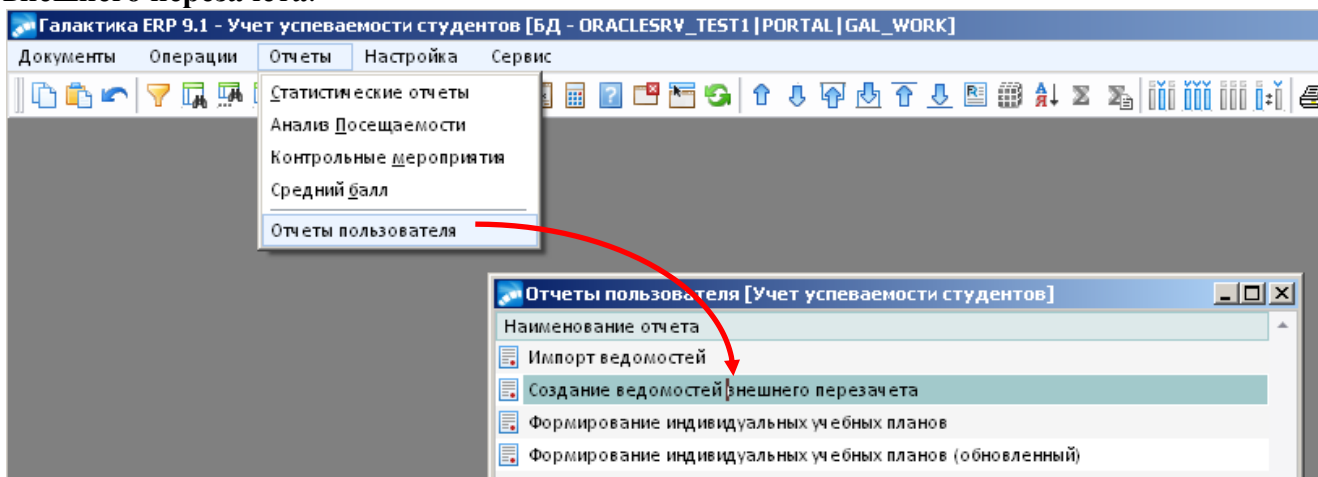 внешнего перезачета.
Галактика ERP 9.1 - Учет успеваемости студентов [БД - ORACLESRV_TEST1|PORTAL|GAL_WORK]
Документы Операции Отчеты Настройка Сервис
Статистические отчеты
Анализ Посещаемости
Контрольные мероприятия
Средний балл
Отчеты пользователя
Отчеты пользователя [Учет успеваемости студентов]
Наименование отчета
Импорт ведомостей
Создание ведомостей внешнего перезачета
Формирование индивидуальных учебных планов
Формирование индивидуальных учебных планов (обновленный)